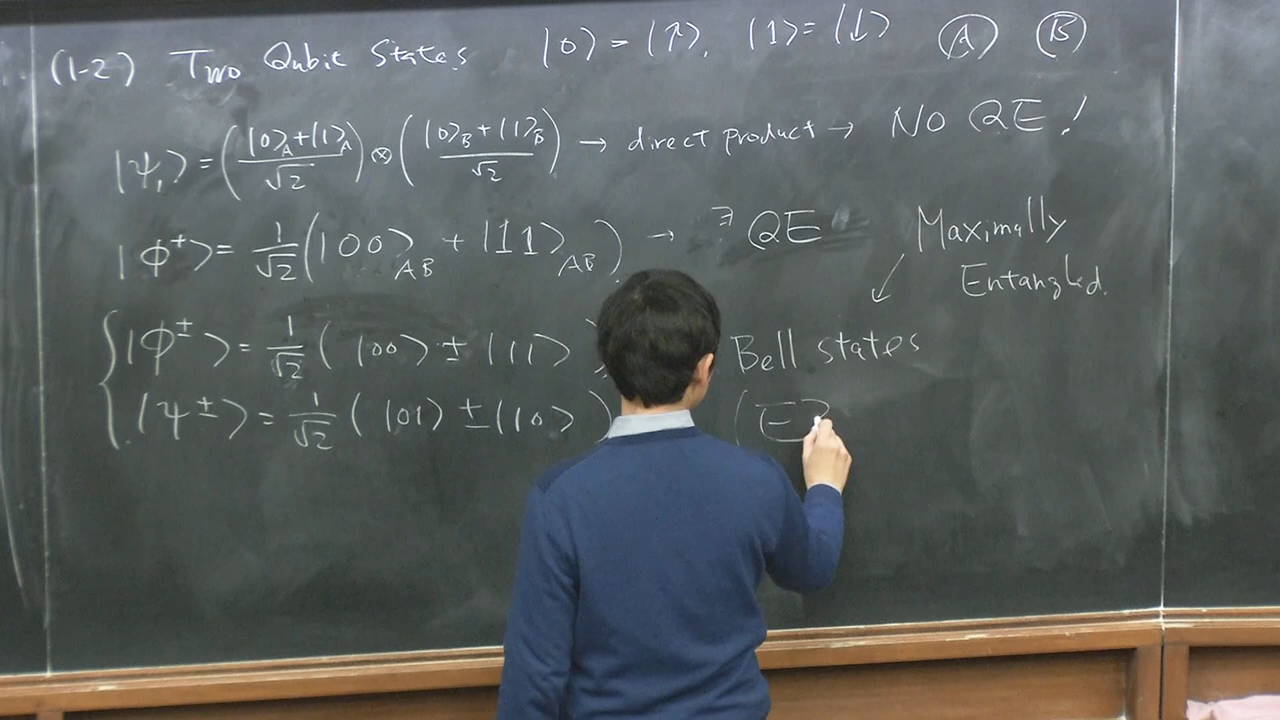 (1-2) Two Qubit States |0⟩ = |↑⟩, |1⟩ = |↓⟩ Ⓐ Ⓑ
|ψ₁⟩ = ( (|0⟩_A + |1⟩_A) / √2 ) ⊗ ( (|0⟩_B + |1⟩_B) / √2 ) → direct product → NO QE!
|Φ⁺⟩ = 1/√2 ( |00⟩_AB + |11⟩_AB ) → ∃ QE
Maximally
Entangled.
{ |Φ^±⟩ = 1/√2 ( |00⟩ ± |11⟩ ) Bell states
|Ψ^±⟩ = 1/√2 ( |01⟩ ± |10⟩ ) (E